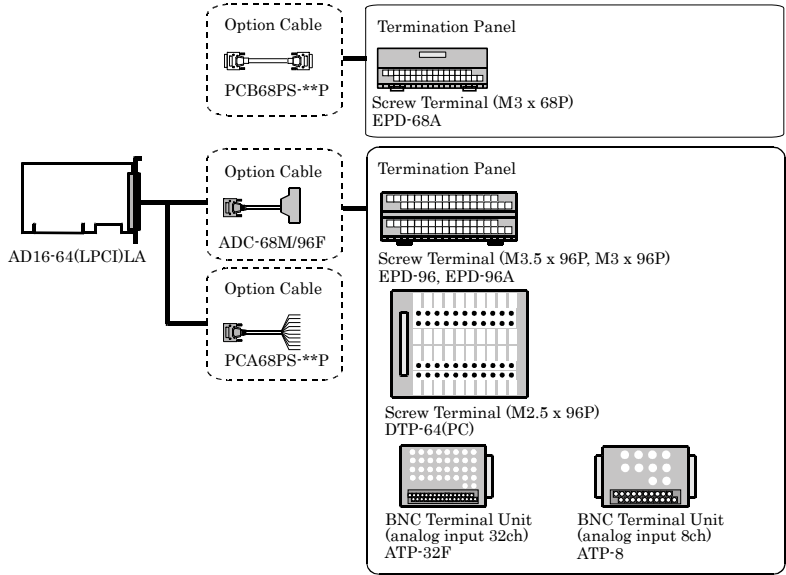 Option Cable
PCB68PS-**P
Termination Panel
Screw Terminal (M3 x 68P)
EPD-68A
AD16-64(LPCI)LA
Option Cable
ADC-68M/96F
Option Cable
PCA68PS-**P
Termination Panel
Screw Terminal (M3.5 x 96P, M3 x 96P)
EPD-96, EPD-96A
Screw Terminal (M2.5 x 96P)
DTP-64(PC)
BNC Terminal Unit
(analog input 32ch)
ATP-32F
BNC Terminal Unit
(analog input 8ch)
ATP-8